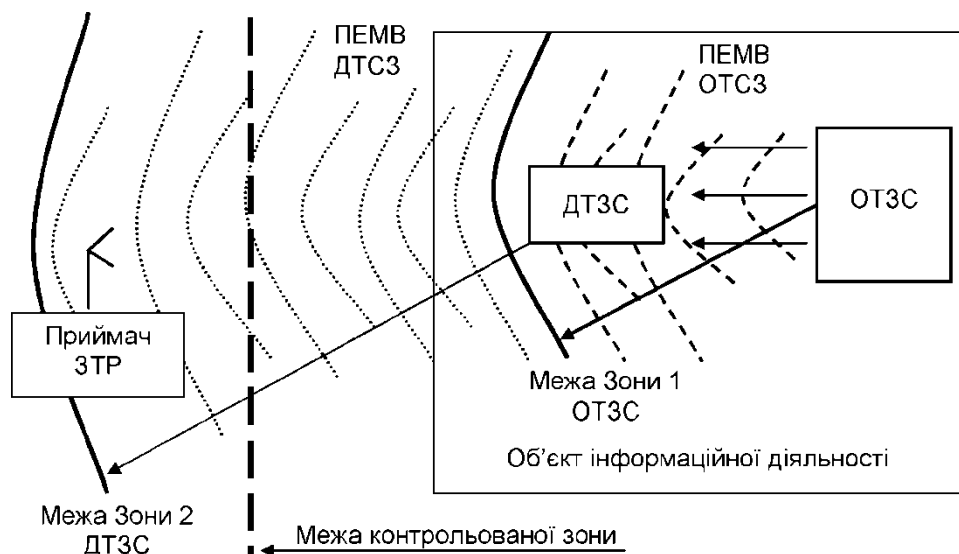 ПЕМВ
ДТСЗ
ПЕМВ
ОТСЗ
ДТЗС
ОТЗС
Приймач
ЗТР
Межа Зони 1
ОТЗС
Об’єкт інформаційної діяльності
Межа Зони 2
ДТЗС
Межа контрольованої зони